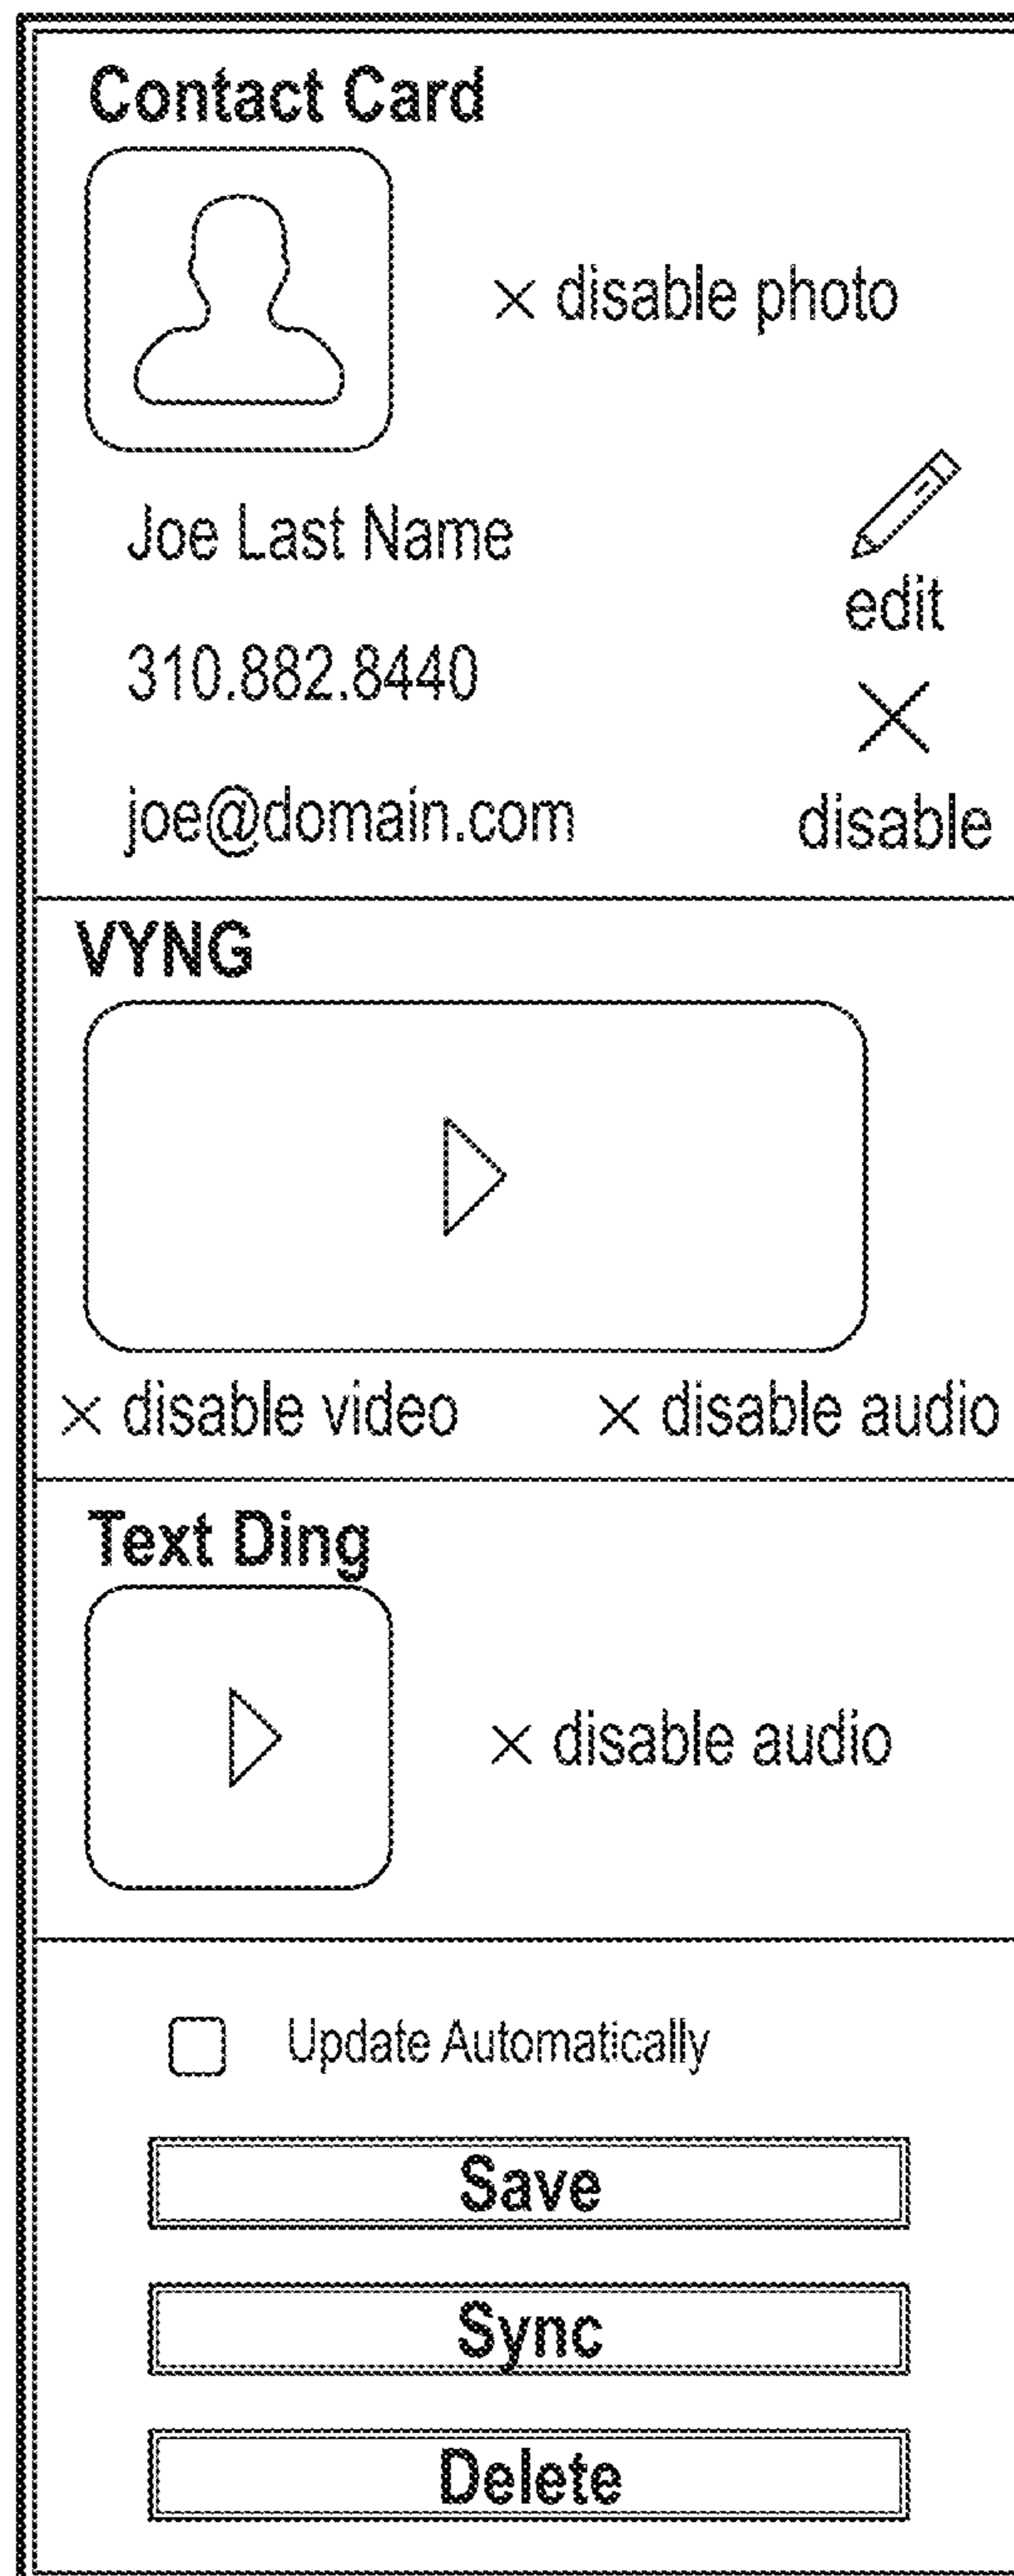 Contact Card
× disable photo
Joe Last Name
edit
310.882.8440
joe@domain.com
disable
VYNG
× disable video × disable audio
Text Ding
× disable audio
Update Automatically
Save
Sync
Delete